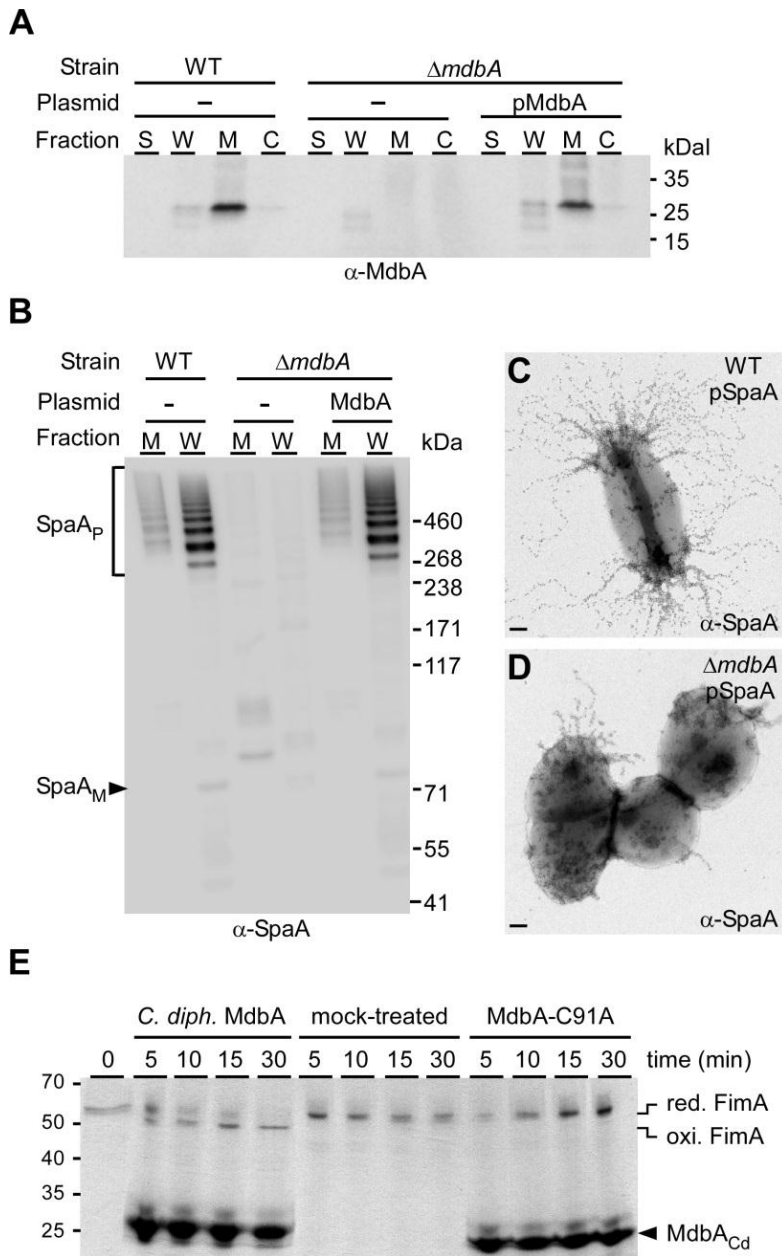 A
Strain WT ΔmdbA
Plasmid – – pMdbA
Fraction S W M C S W M C S W M C kDal
35
25
15
α-MdbA
B
Strain WT ΔmdbA
Plasmid - - MdbA
Fraction M W M W M W kDa
SpaAP
460
268
238
171
117
SpaAM
71
55
41
α-SpaA
C
WT
pSpaA
α-SpaA
D
ΔmdbA
pSpaA
α-SpaA
E
C. diph. MdbA mock-treated MdbA-C91A
0 5 10 15 30 5 10 15 30 5 10 15 30 time (min)
70
50
40
35
25
red. FimA
oxi. FimA
MdbACd